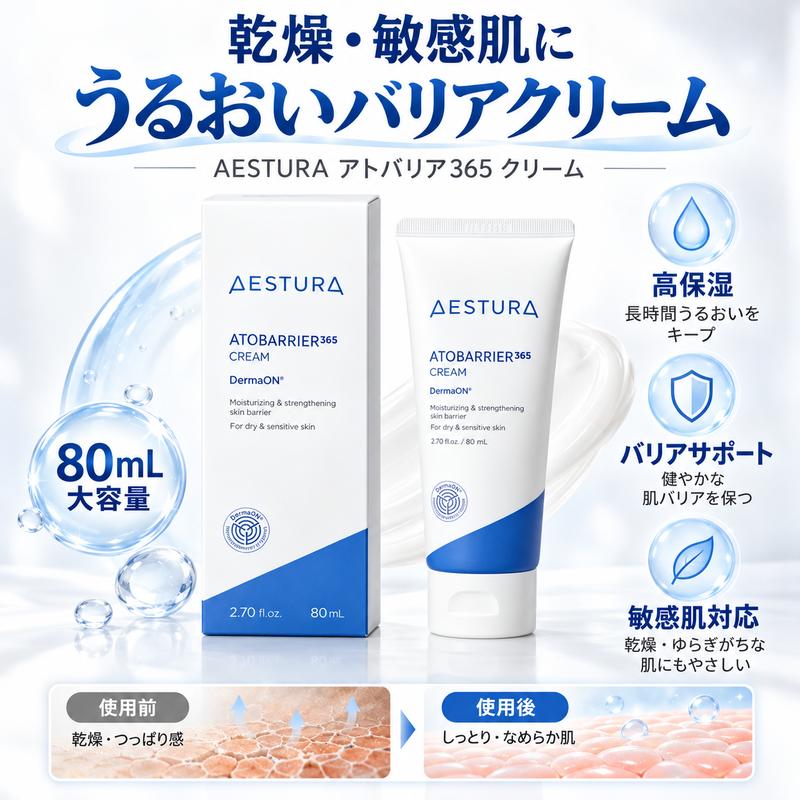 乾燥・敏感肌に
うるおいバリアクリーム
AESTURA アトバリア365 クリーム
AESTURA
ATOBARRIER365
CREAM
DermaON®
Moisturizing & strengthening
skin barrier
For dry & sensitive skin
DermaON®
2.70 fl.oz. 80mL
AESTURA
ATOBARRIER365
CREAM
DermaON®
Moisturizing & strengthening
skin barrier
For dry & sensitive skin
2.70 fl.oz. / 80 mL
DermaON®
80mL
大容量
高保湿
長時間うるおいを
キープ
バリアサポート
健やかな
肌バリアを保つ
敏感肌対応
乾燥・ゆらぎがちな
肌にもやさしい
使用前
乾燥・つっぱり感
使用後
しっとり・なめらか肌